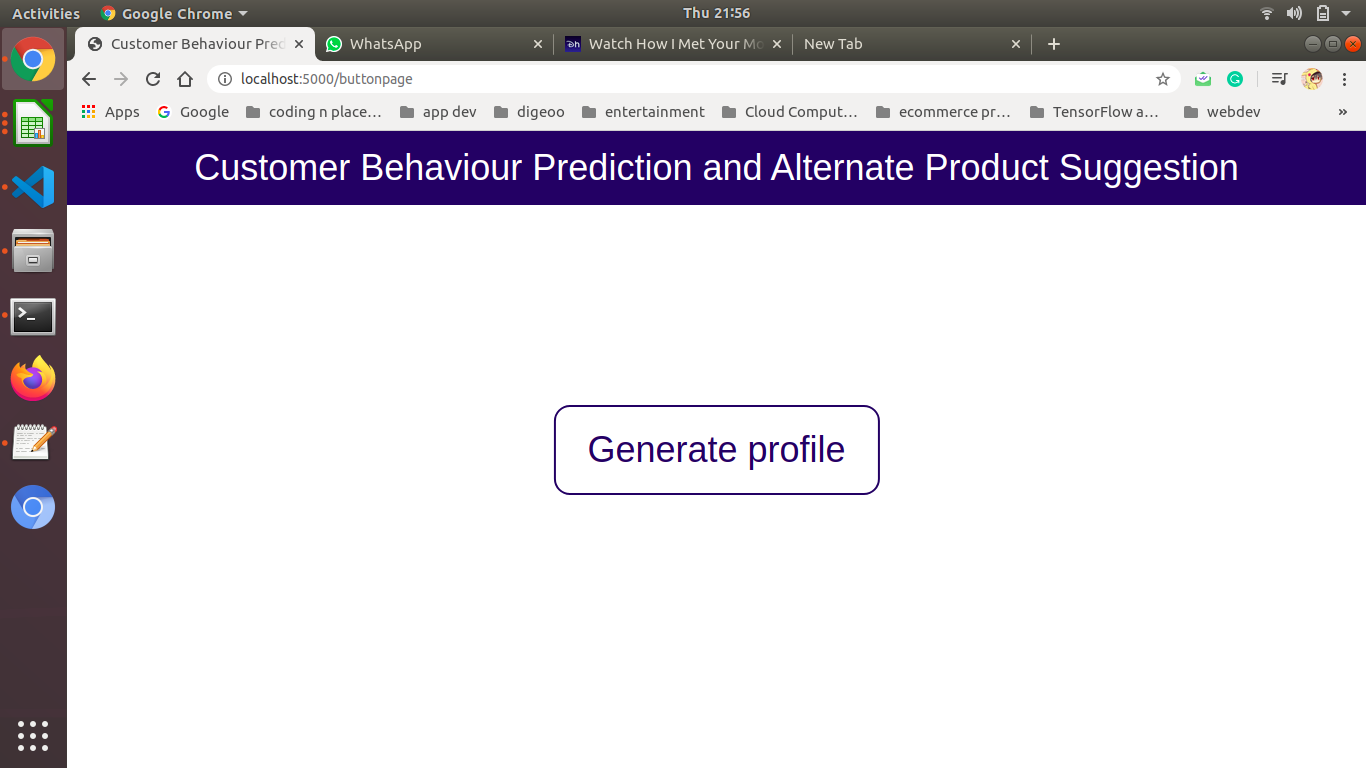 Activities
Google Chrome
Thu 21:56
Customer Behaviour Pred
WhatsApp
Watch How I Met Your Mo
New Tab
localhost:5000/buttonpage
Apps
Google
coding n place...
app dev
digeoo
entertainment
Cloud Comput...
ecommerce pr...
TensorFlow a...
webdev
»
Customer Behaviour Prediction and Alternate Product Suggestion
Generate profile